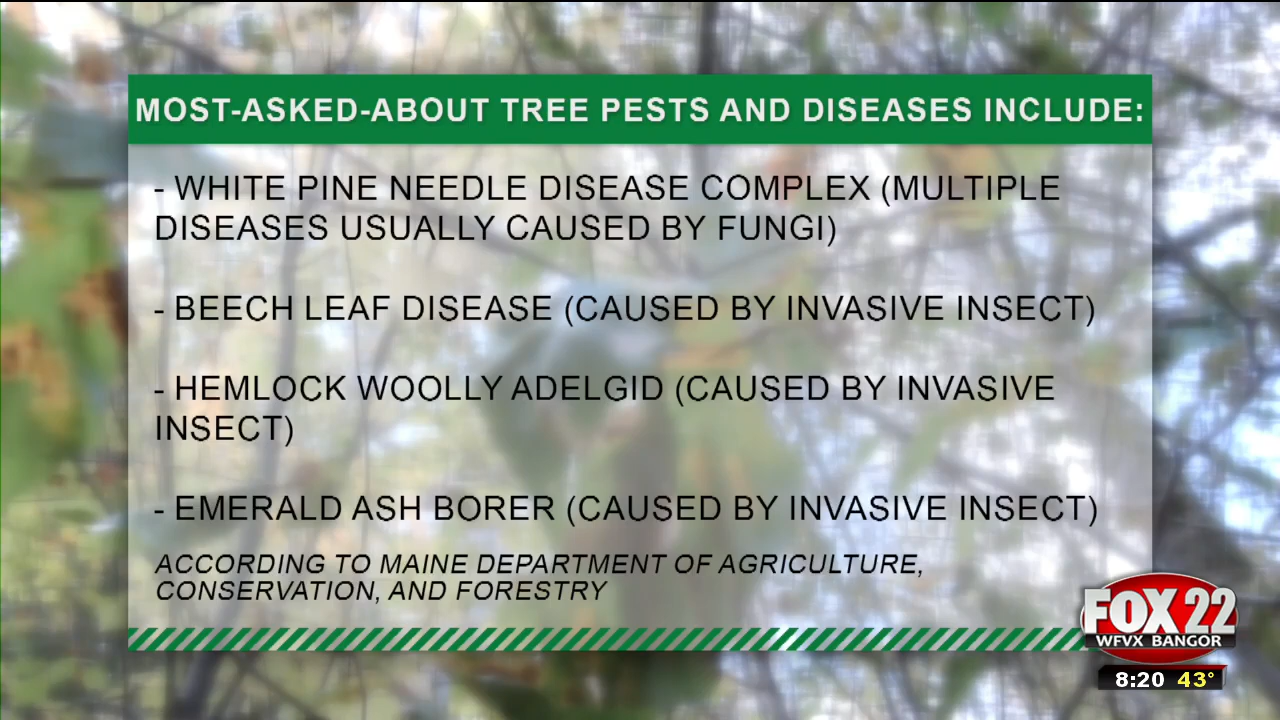 MOST-ASKED-ABOUT TREE PESTS AND DISEASES INCLUDE:
- WHITE PINE NEEDLE DISEASE COMPLEX (MULTIPLE
DISEASES USUALLY CAUSED BY FUNGI)
- BEECH LEAF DISEASE (CAUSED BY INVASIVE INSECT)
- HEMLOCK WOOLLY ADELGID (CAUSED BY INVASIVE
INSECT)
- EMERALD ASH BORER (CAUSED BY INVASIVE INSECT)
ACCORDING TO MAINE DEPARTMENT OF AGRICULTURE,
CONSERVATION, AND FORESTRY
FOX 22
WFVX BANGOR
8:20 43°